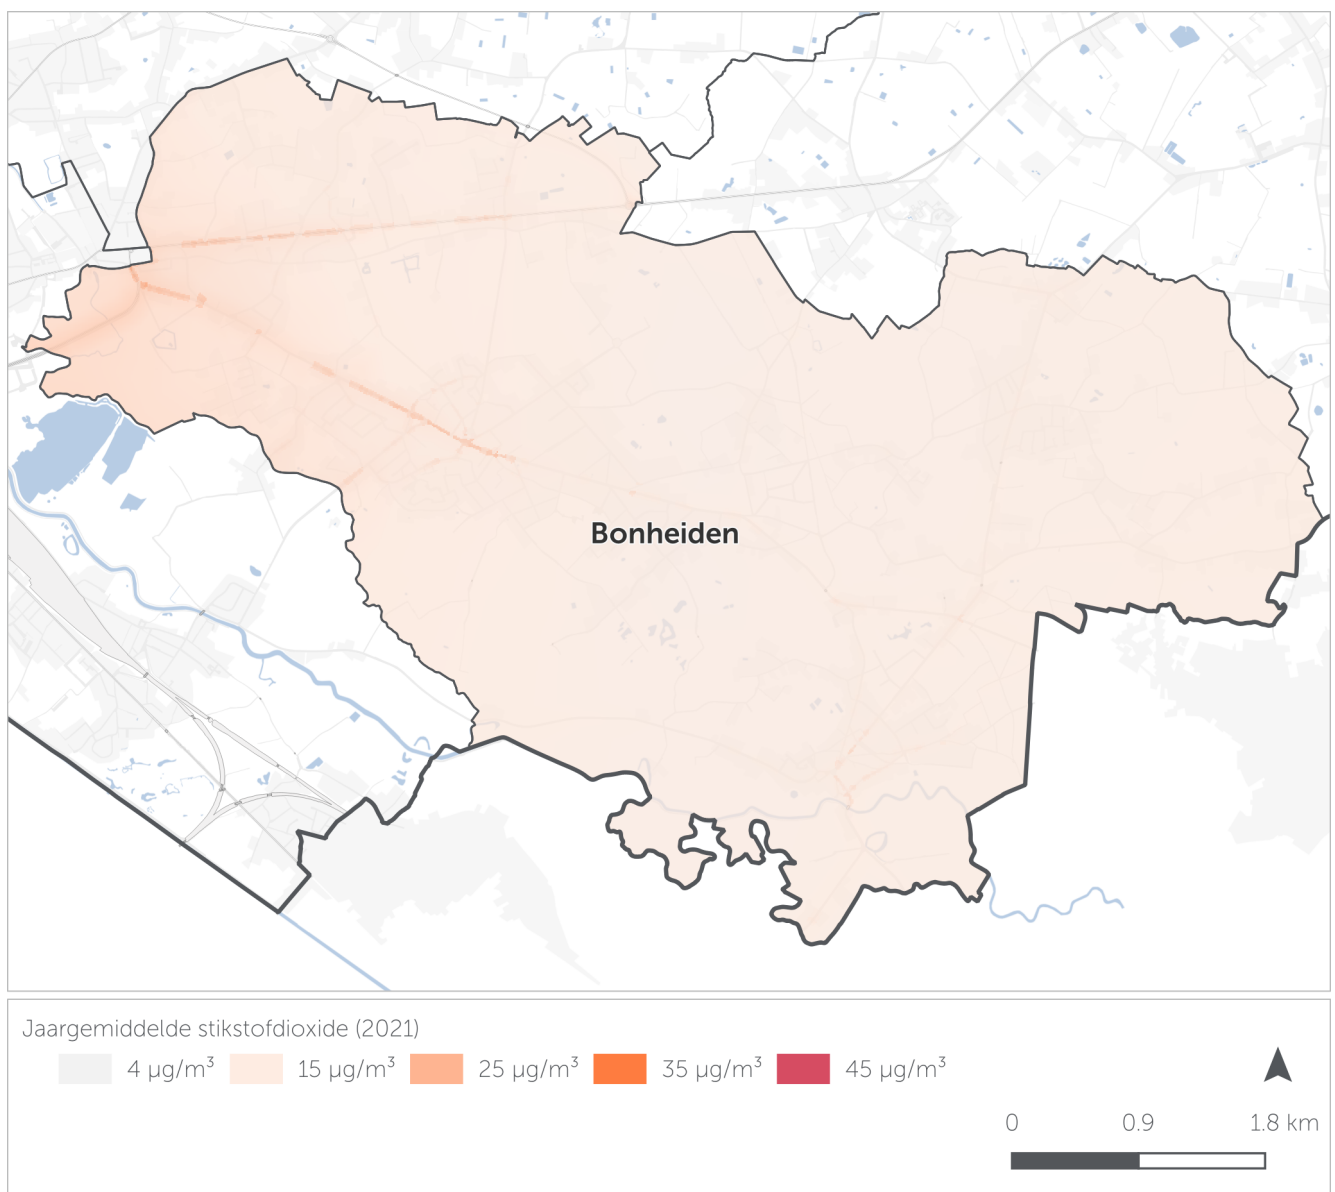 Bonheiden
Jaargemiddelde stikstofdioxide (2021)
4 µg/m³ 15 µg/m³ 25 µg/m³ 35 µg/m³ 45 µg/m³
0 0.9 1.8 km